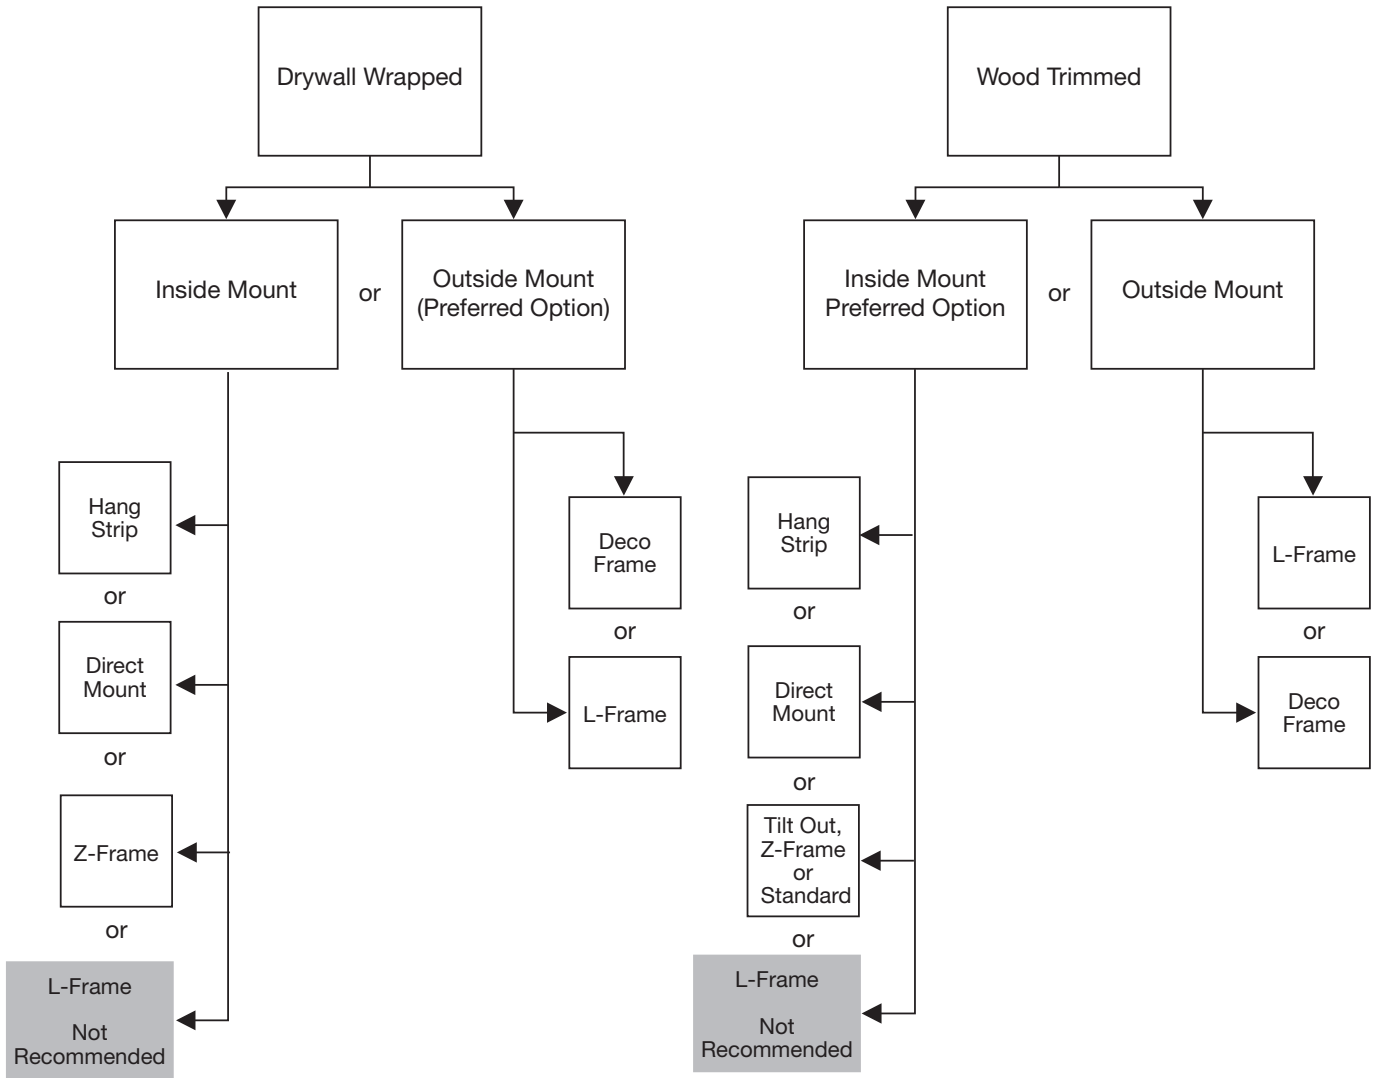 Drywall Wrapped
Inside Mount
or
Outside Mount
(Preferred Option)
Hang
Strip
or
Direct
Mount
or
Z-Frame
or
L-Frame
Not
Recommended
Deco
Frame
or
L-Frame
Wood Trimmed
Inside Mount
Preferred Option
or
Outside Mount
Hang
Strip
or
Direct
Mount
or
Tilt Out,
Z-Frame
or
Standard
or
L-Frame
Not
Recommended
L-Frame
or
Deco
Frame